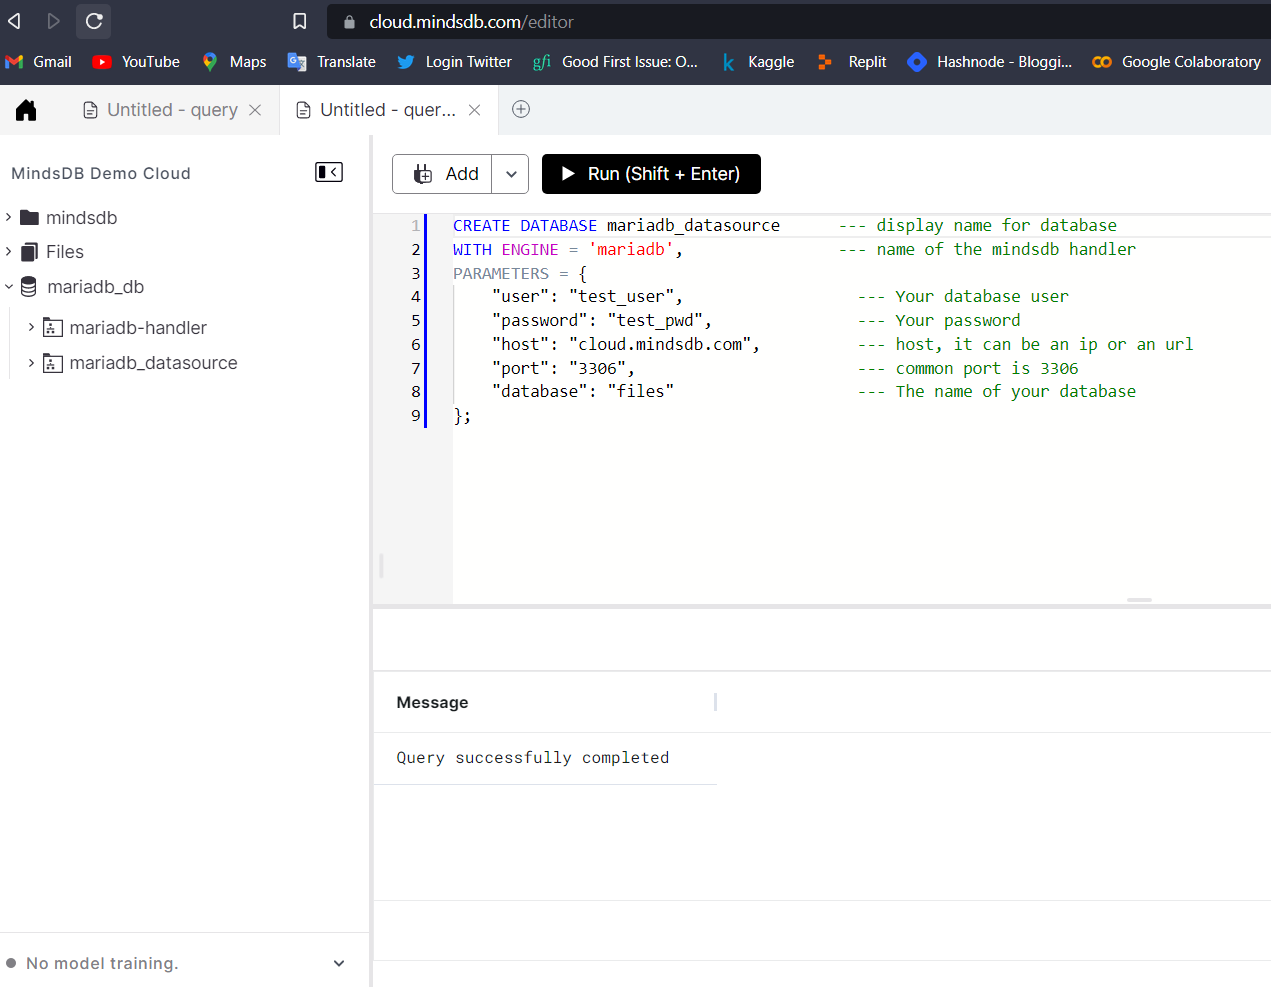 cloud.mindsdb.com/editor
Gmail YouTube Maps Translate Login Twitter gfi Good First Issue: O... k Kaggle Replit Hashnode - Bloggi... Google Colaboratory
Untitled - query Untitled - quer...
MindsDB Demo Cloud
mindsdb
Files
mariadb_db
mariadb-handler
mariadb_datasource
Add Run (Shift + Enter)
1 CREATE DATABASE mariadb_datasource --- display name for database
2 WITH ENGINE = 'mariadb', --- name of the mindsdb handler
3 PARAMETERS = {
4 "user": "test_user", --- Your database user
5 "password": "test_pwd", --- Your password
6 "host": "cloud.mindsdb.com", --- host, it can be an ip or an url
7 "port": "3306", --- common port is 3306
8 "database": "files" --- The name of your database
9 };
Message
Query successfully completed
No model training.